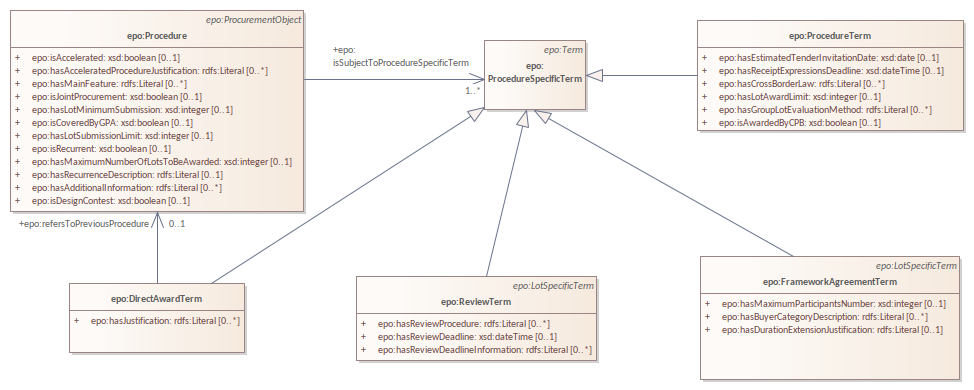 epo:ProcurementObject
epo:Procedure
+ epo:isAccelerated: xsd:boolean [0..1]
+ epo:hasAcceleratedProcedureJustification: rdfs:Literal [0..*]
+ epo:hasMainFeature: rdfs:Literal [0..*]
+ epo:isJointProcurement: xsd:boolean [0..1]
+ epo:hasLotMinimumSubmission: xsd:integer [0..1]
+ epo:isCoveredByGPA: xsd:boolean [0..1]
+ epo:hasLotSubmissionLimit: xsd:integer [0..1]
+ epo:isRecurrent: xsd:boolean [0..1]
+ epo:hasMaximumNumberOfLotsToBeAwarded: xsd:integer [0..1]
+ epo:hasRecurrenceDescription: rdfs:Literal [0..1]
+ epo:hasAdditionalInformation: rdfs:Literal [0..*]
+ epo:isDesignContest: xsd:boolean [0..1]
+epo:
isSubjectToProcedureSpecificTerm
1..*
epo:Term
epo:
ProcedureSpecificTerm
epo:ProcedureTerm
+ epo:hasEstimatedTenderInvitationDate: xsd:date [0..1]
+ epo:hasReceiptExpressionsDeadline: xsd:dateTime [0..1]
+ epo:hasCrossBorderLaw: rdfs:Literal [0..*]
+ epo:hasLotAwardLimit: xsd:integer [0..1]
+ epo:hasGroupLotEvaluationMethod: rdfs:Literal [0..*]
+ epo:isAwardedByCPB: xsd:boolean [0..1]
+epo:refersToPreviousProcedure 0..1
epo:DirectAwardTerm
+ epo:hasJustification: rdfs:Literal [0..*]
epo:LotSpecificTerm
epo:ReviewTerm
+ epo:hasReviewProcedure: rdfs:Literal [0..*]
+ epo:hasReviewDeadline: xsd:dateTime [0..1]
+ epo:hasReviewDeadlineInformation: rdfs:Literal [0..*]
epo:LotSpecificTerm
epo:FrameworkAgreementTerm
+ epo:hasMaximumParticipantsNumber: xsd:integer [0..1]
+ epo:hasBuyerCategoryDescription: rdfs:Literal [0..*]
+ epo:hasDurationExtensionJustification: rdfs:Literal [0..1]